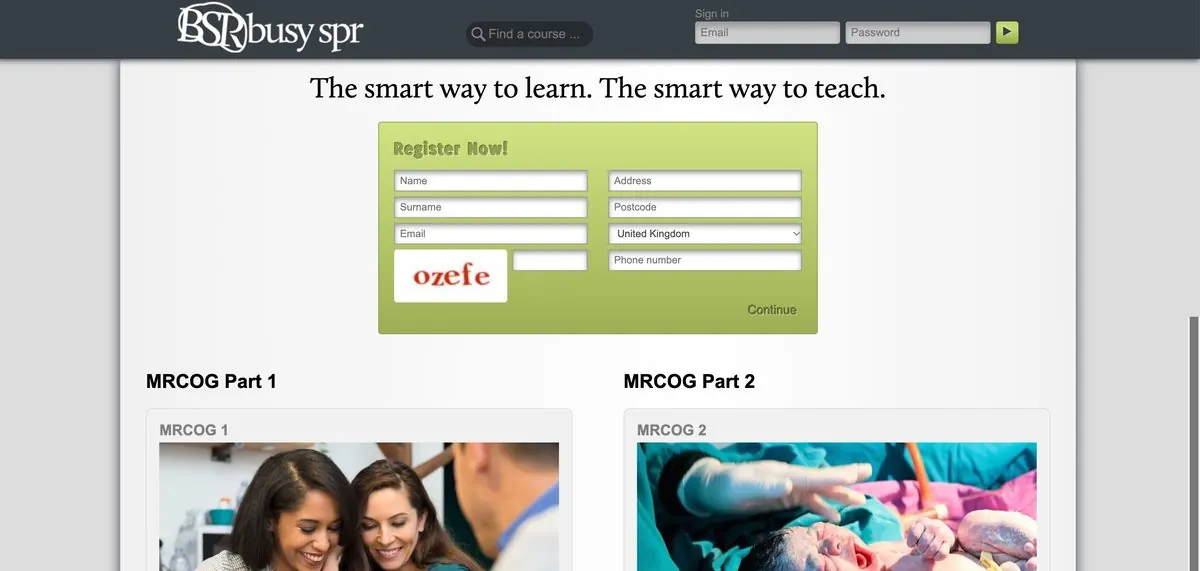 BSR busy spr
Find a course ...
Sign in
Email
Password
The smart way to learn. The smart way to teach.
Register Now!
Name
Address
Surname
Postcode
Email
United Kingdom
ozefe
Phone number
Continue
MRCOG Part 1
MRCOG Part 2
MRCOG 1
MRCOG 2